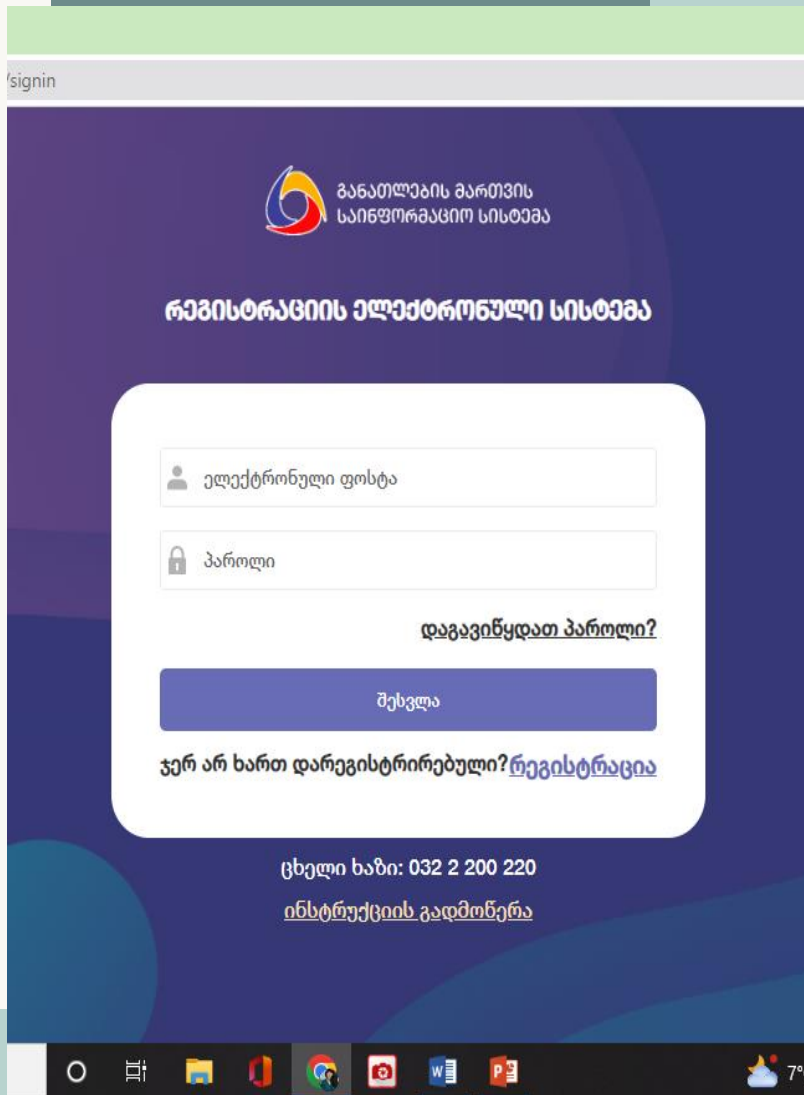 /signin
განათლების მართვის
საინფორმაციო სისტემა
რეგისტრაციის ელექტრონული სისტემა
ელექტრონული ფოსტა
პაროლი
დაგავიწყდათ პაროლი?
შესვლა
ჯერ არ ხართ დარეგისტრირებული?რეგისტრაცია
ცხელი ხაზი: 032 2 200 220
ინსტრუქციის გადმოწერა
7°